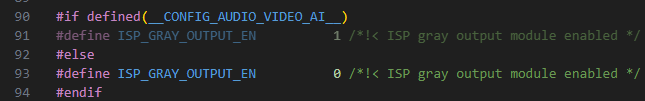 90 #if defined(__CONFIG_AUDIO_VIDEO_AI__)
91 #define ISP_GRAY_OUTPUT_EN 1 /*!< ISP gray output module enabled */
92 #else
93 #define ISP_GRAY_OUTPUT_EN 0 /*!< ISP gray output module enabled */
94 #endif